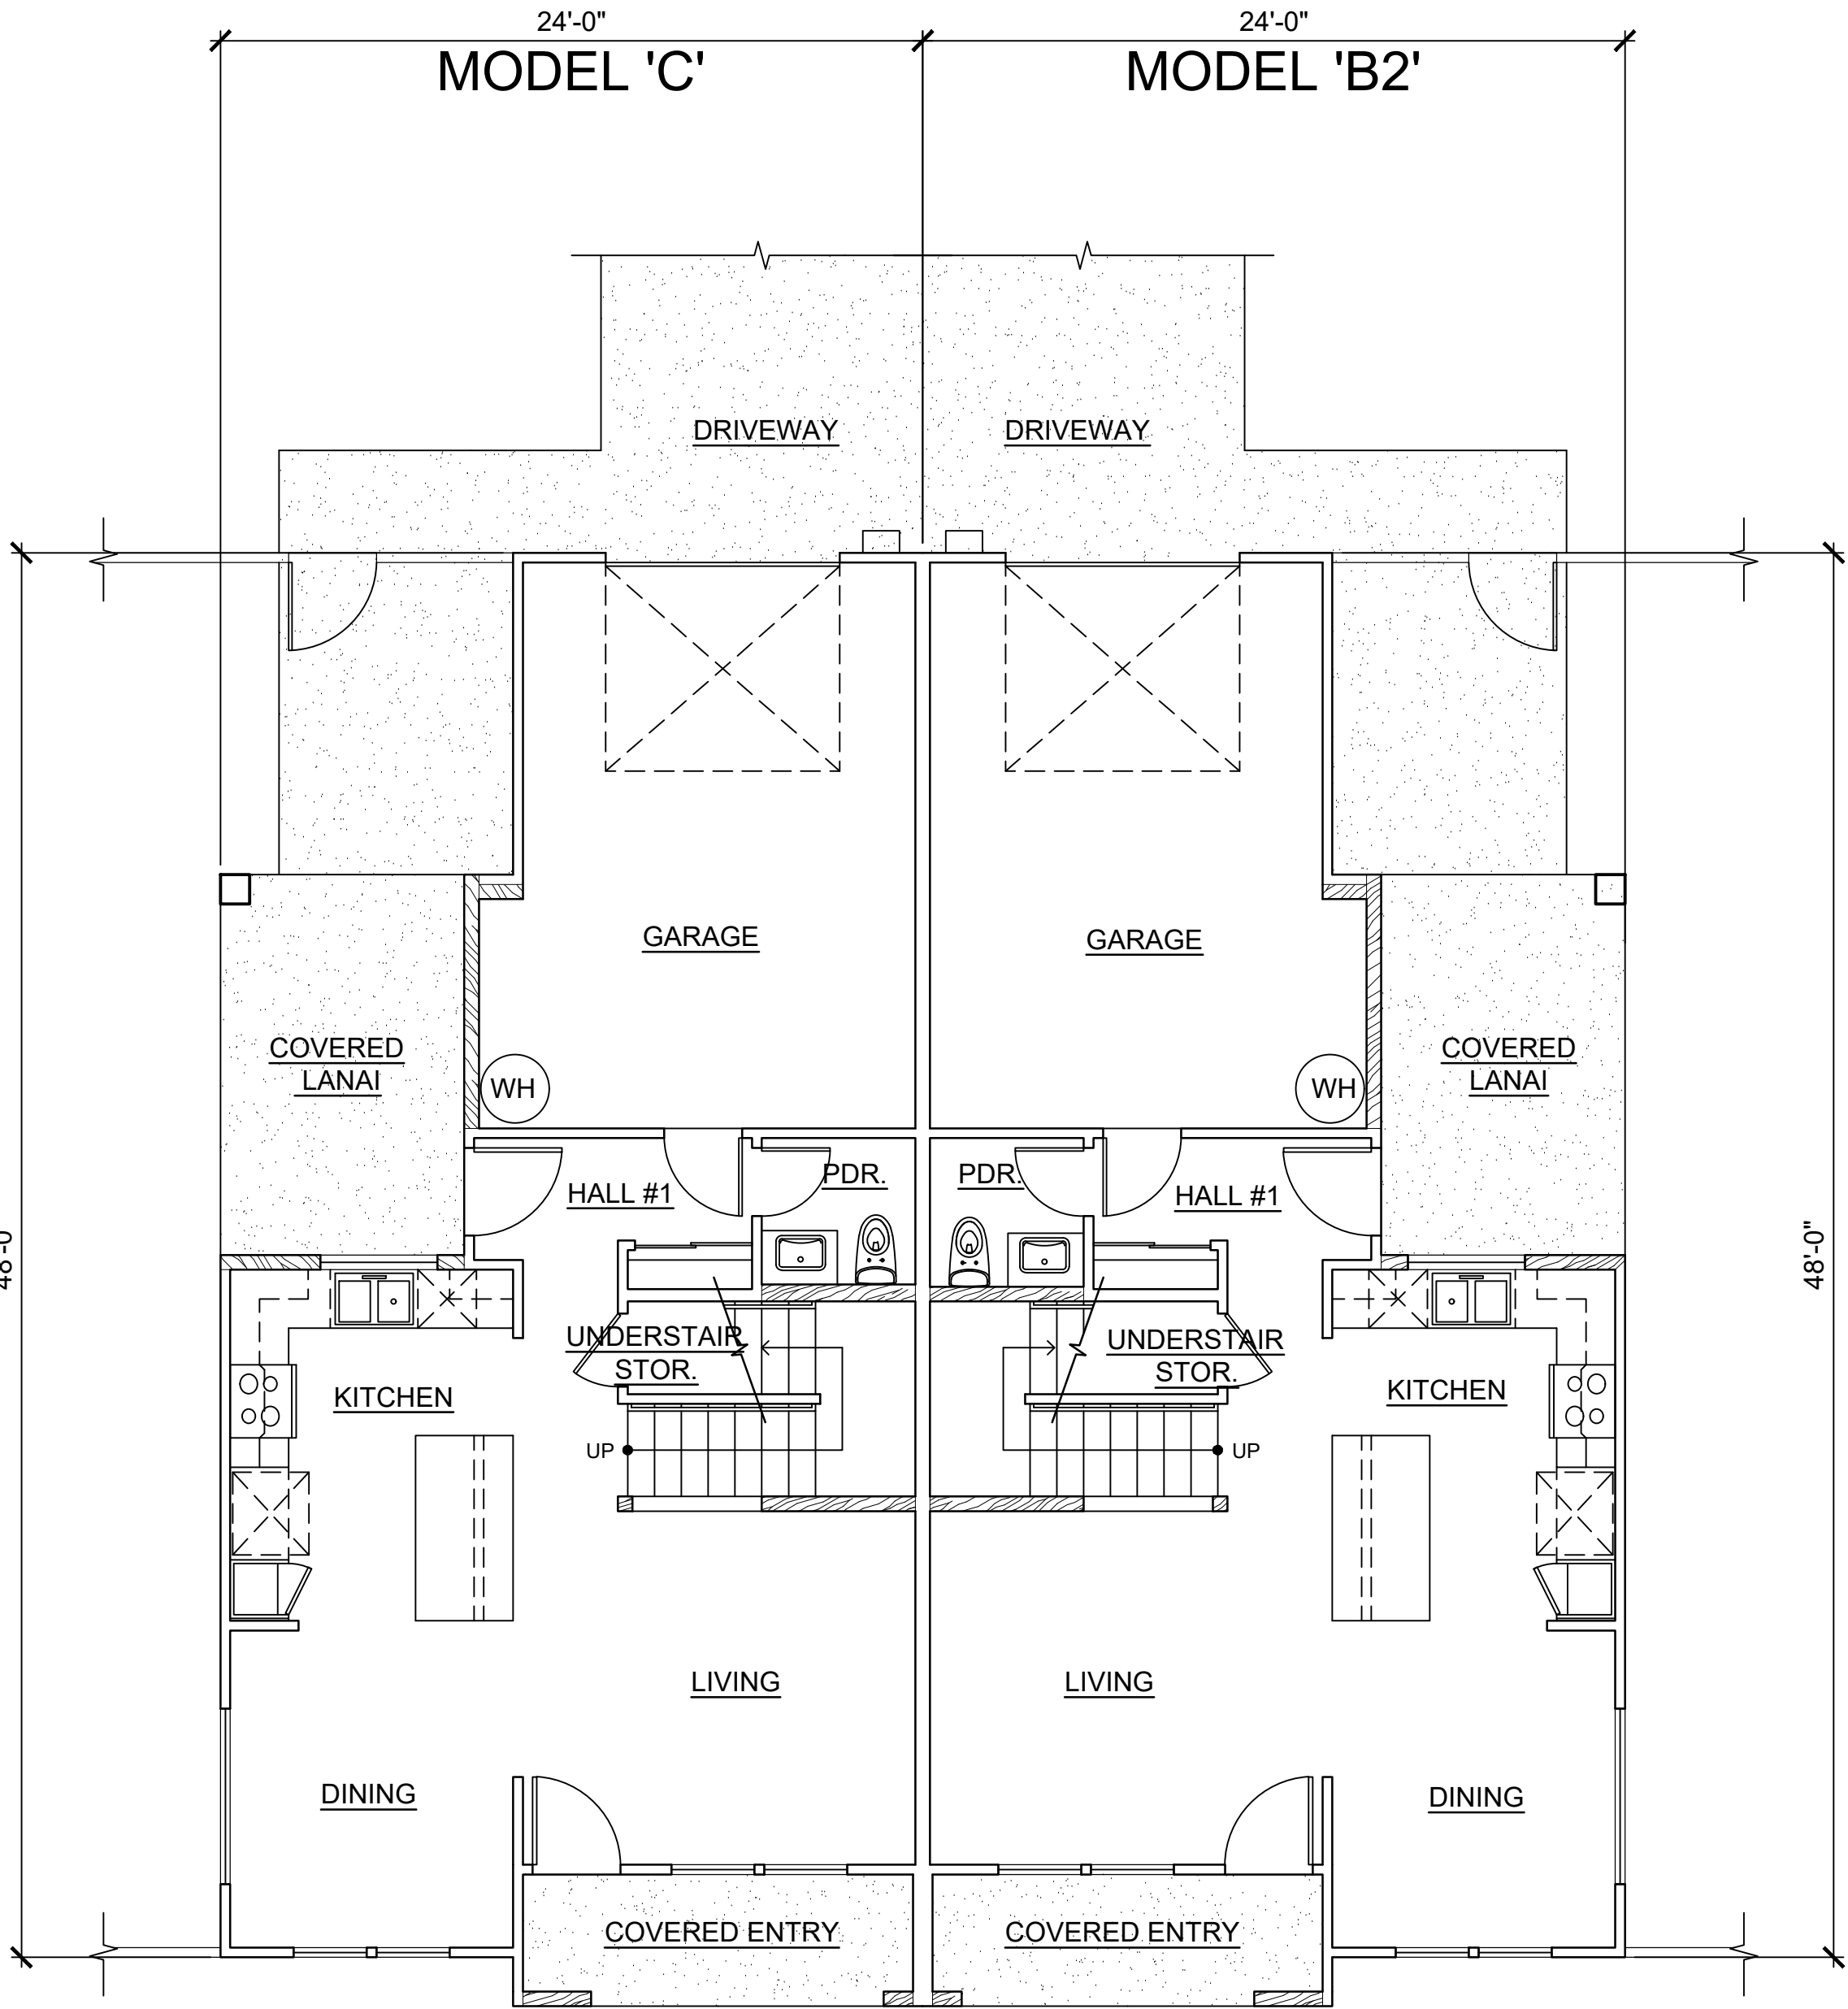 24'-0" 24'-0"
MODEL 'C' MODEL 'B2'
DRIVEWAY DRIVEWAY
GARAGE GARAGE
COVERED COVERED
LANAI LANAI
WH WH
PDR. PDR.
HALL #1 HALL #1
48'-0 48'-0"
UNDERSTAIR UNDERSTAIR
STOR. STOR.
KITCHEN KITCHEN
UP UP
LIVING LIVING
DINING DINING
COVERED ENTRY COVERED ENTRY